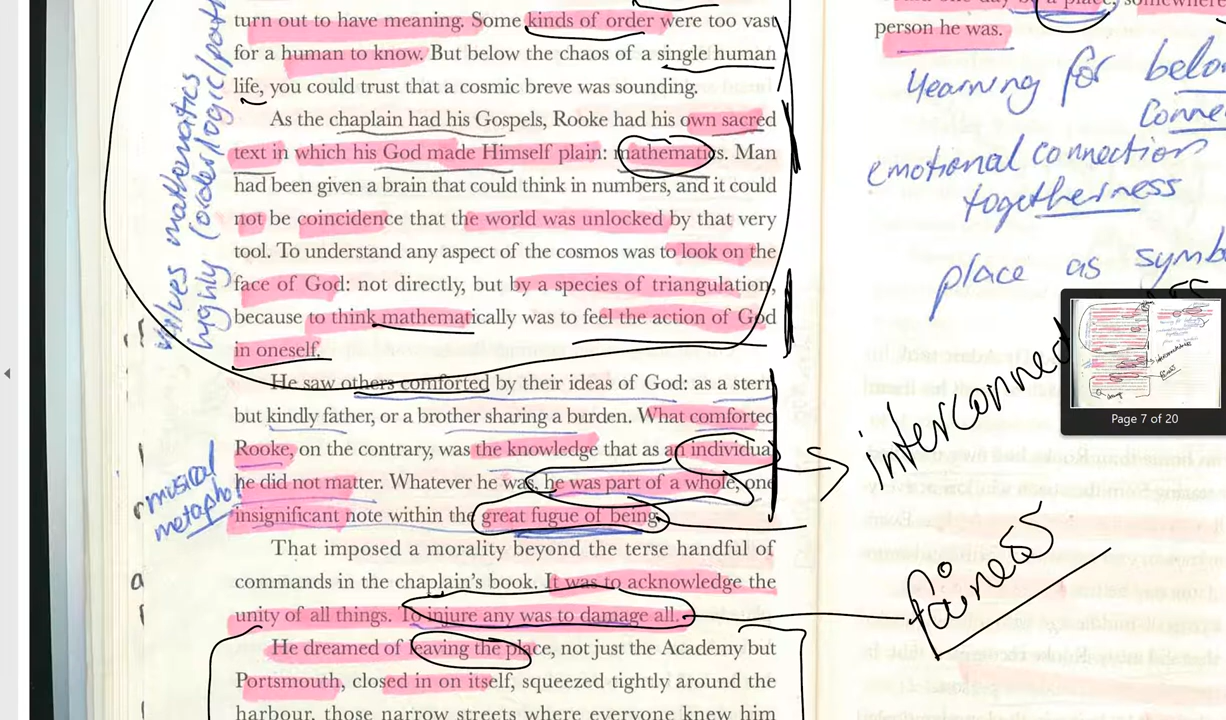 turn out to have meaning. Some kinds of order were too vast
for a human to know. But below the chaos of a single human
life, you could trust that a cosmic breve was sounding.
As the chaplain had his Gospels, Rooke had his own sacred
text in which his God made Himself plain: mathematics. Man
had been given a brain that could think in numbers, and it could
not be coincidence that the world was unlocked by that very
tool. To understand any aspect of the cosmos was to look on the
face of God: not directly, but by a species of triangulation,
because to think mathematically was to feel the action of God
in oneself.
He saw others comforted by their ideas of God: as a stern
but kindly father, or a brother sharing a burden. What comforted
Rooke, on the contrary, was the knowledge that as an individual
he did not matter. Whatever he was, he was part of a whole, one
insignificant note within the great fugue of being.
That imposed a morality beyond the terse handful of
commands in the chaplain's book. It was to acknowledge the
unity of all things. To injure any was to damage all.
He dreamed of leaving the place, not just the Academy but
Portsmouth, closed in on itself, squeezed tightly around the
harbour, those narrow streets where everyone knew him
mathematics
highly (order/logic/
musical
metapho
a place, somewhere
person he was.
yearning for belo
Conne
emotional connection
togetherness
place as symb
interconnect
fairness
Page 7 of 20